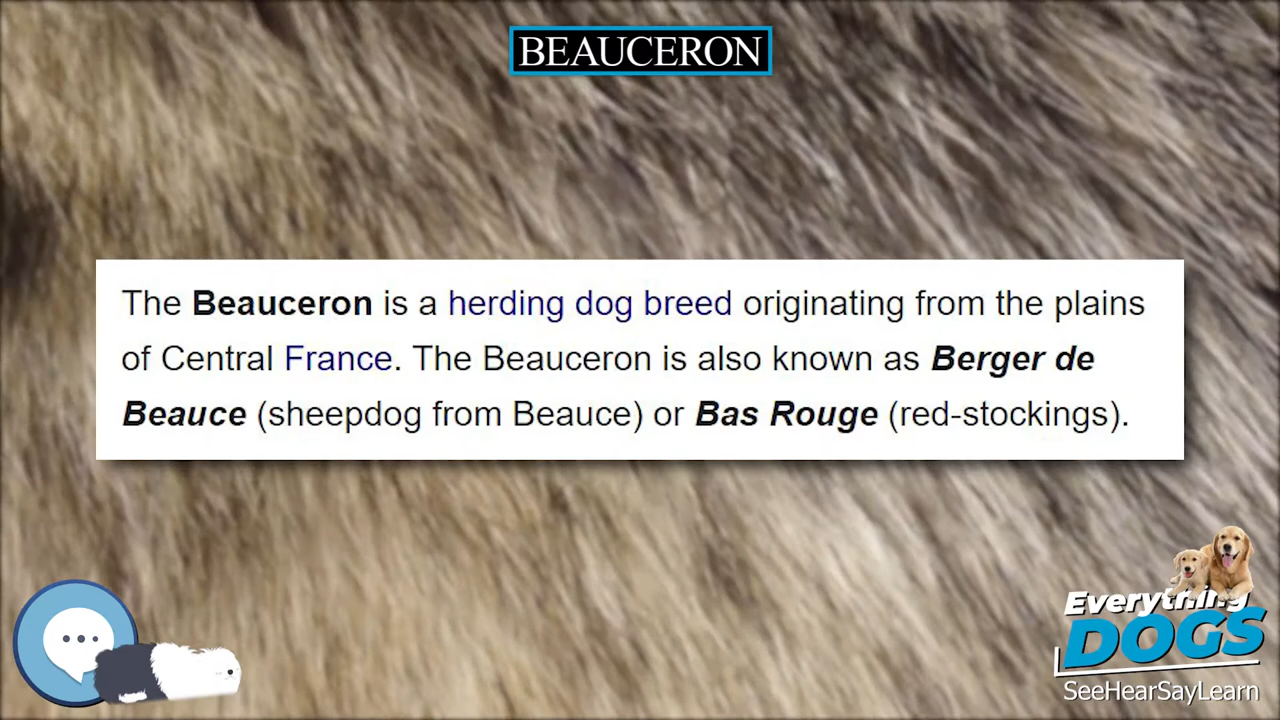 BEAUCERON
The Beauceron is a herding dog breed originating from the plains
of Central France. The Beauceron is also known as Berger de
Beauce (sheepdog from Beauce) or Bas Rouge (red-stockings).
Everything
DOGS
SeeHearSayLearn